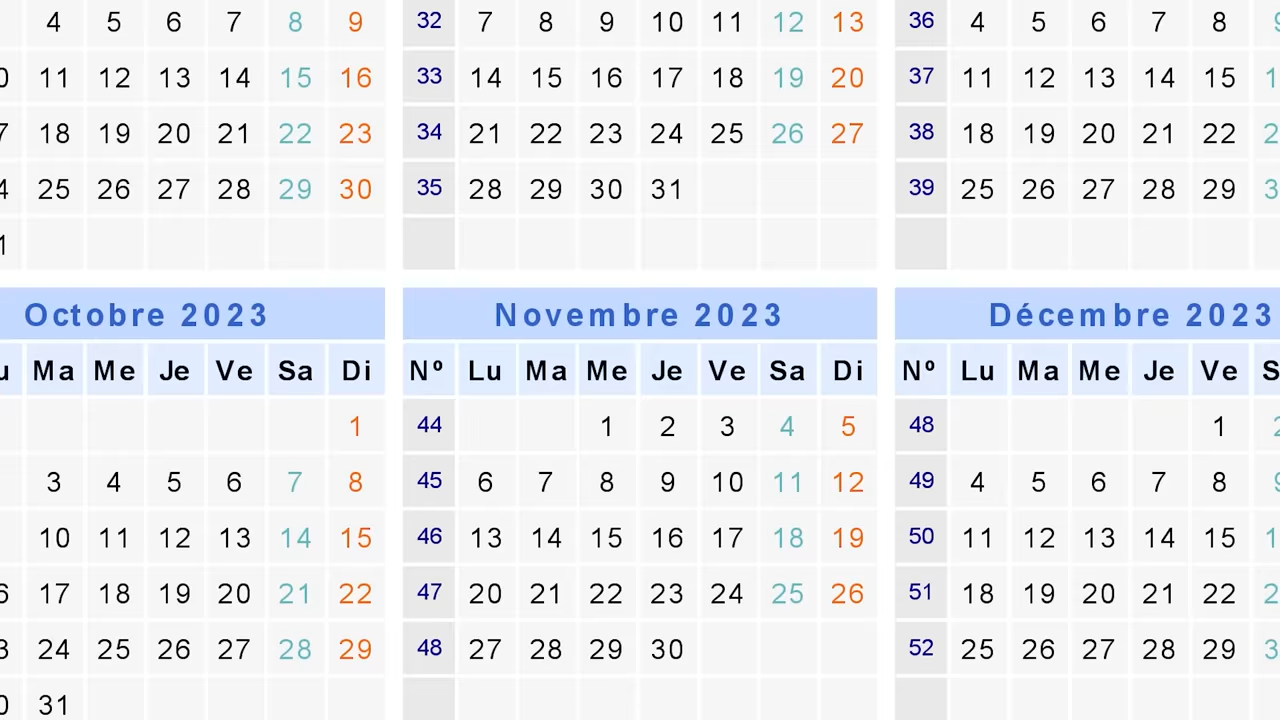 4 5 6 7 8 9
11 12 13 14 15 16
18 19 20 21 22 23
25 26 27 28 29 30
32 7 8 9 10 11 12 13
33 14 15 16 17 18 19 20
34 21 22 23 24 25 26 27
35 28 29 30 31
36 4 5 6 7 8
37 11 12 13 14 15
38 18 19 20 21 22
39 25 26 27 28 29
Octobre 2023
Ma Me Je Ve Sa Di
1
3 4 5 6 7 8
10 11 12 13 14 15
17 18 19 20 21 22
24 25 26 27 28 29
31
Novembre 2023
Nº Lu Ma Me Je Ve Sa Di
44 1 2 3 4 5
45 6 7 8 9 10 11 12
46 13 14 15 16 17 18 19
47 20 21 22 23 24 25 26
48 27 28 29 30
Décembre 2023
Nº Lu Ma Me Je Ve
48 1
49 4 5 6 7 8
50 11 12 13 14 15
51 18 19 20 21 22
52 25 26 27 28 29